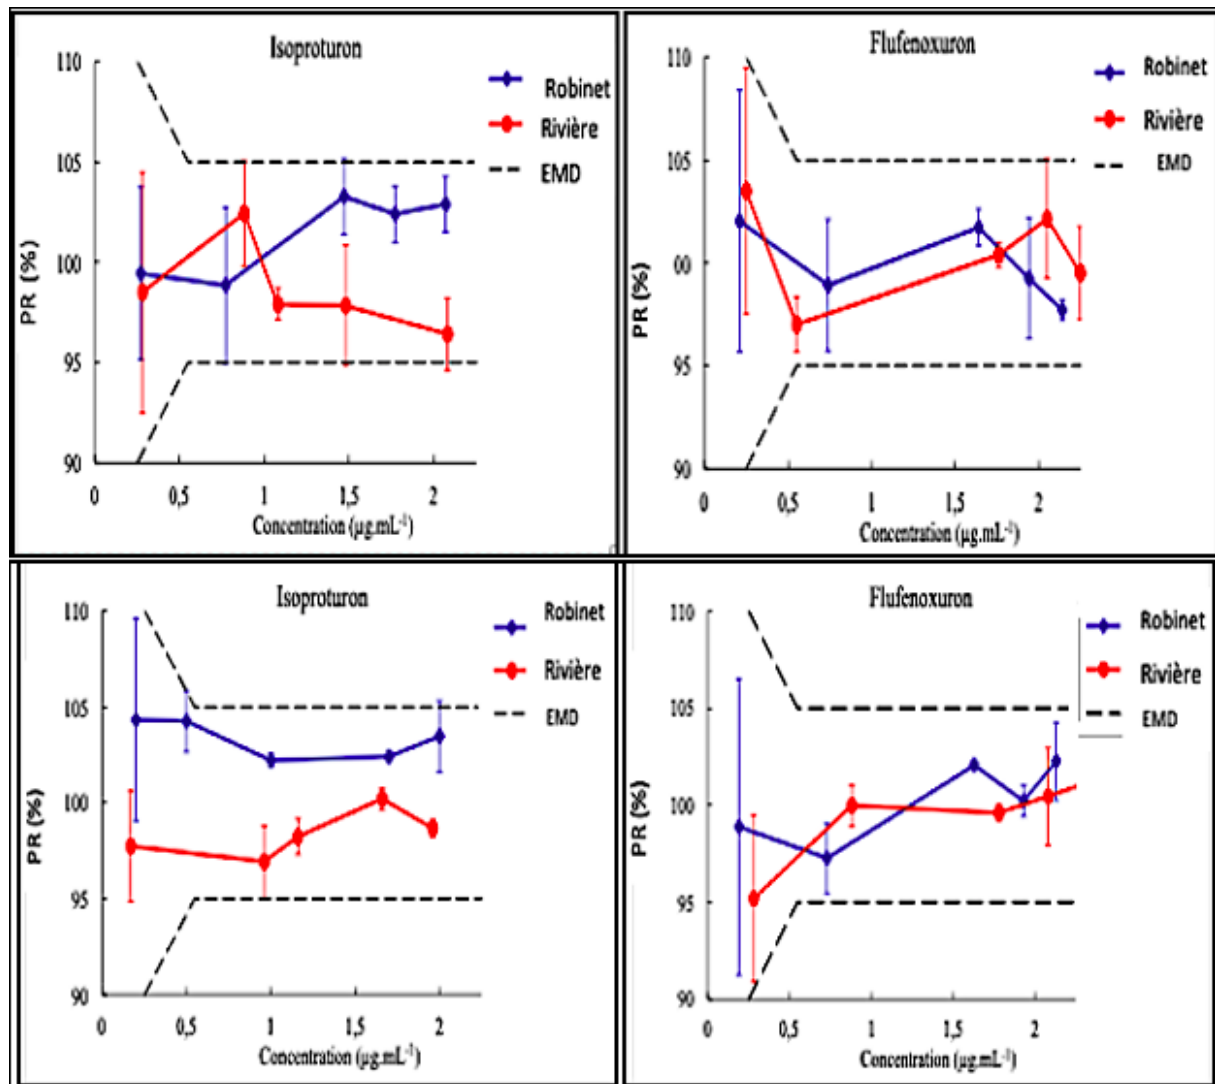 Isoproturon
110
105
100
95
90
PR (%)
0 0,5 1 1,5 2
Concentration (µg.mL⁻¹)
Robinet
Rivière
EMD
Flufenoxuron
110
105
00
95
90
PR (%)
0 0,5 1 1,5 2
Concentration (µg.mL⁻¹)
Robinet
Rivière
EMD
Isoproturon
110
105
100
95
90
PR (%)
0 0,5 1 1,5 2
Concentration (µg.mL⁻¹)
Robinet
Rivière
EMD
Flufenoxuron
110
105
100
95
90
PR (%)
0 0,5 1 1,5 2
Concentration (µg.mL⁻¹)
Robinet
Rivière
EMD